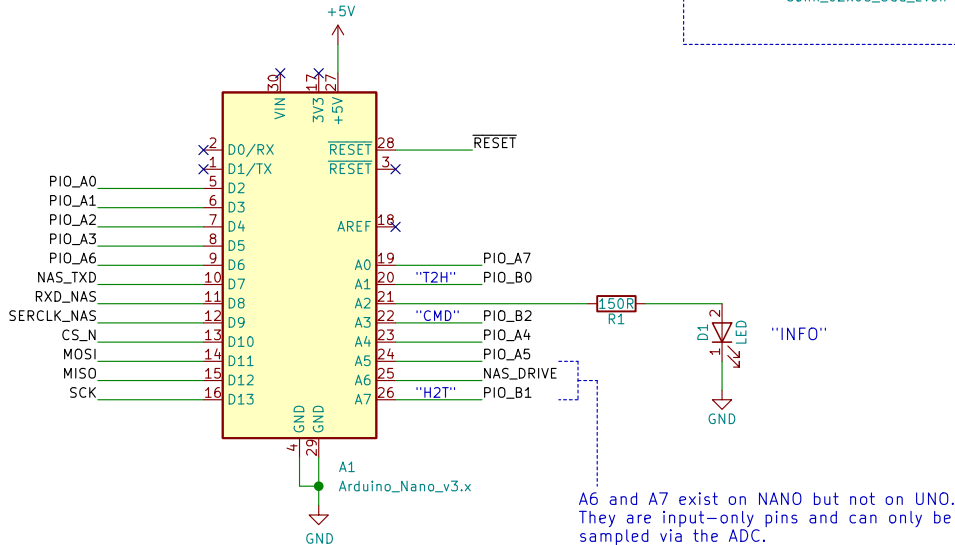 +5V
30
17
27
VIN
3V3
+5V
2 D0/RX
RESET 28 RESET
1 D1/TX
RESET 3
PIO_A0 5 D2
PIO_A1 6 D3
PIO_A2 7 D4
AREF 18
PIO_A3 8 D5
PIO_A6 9 D6
A0 19 PIO_A7
NAS_TXD 10 D7
A1 20 "T2H" PIO_B0
RXD_NAS 11 D8
A2 21 150R
R1
SERCLK_NAS 12 D9
A3 22 "CMD" PIO_B2
CS_N 13 D10
A4 23 PIO_A4
MOSI 14 D11
A5 24 PIO_A5
MISO 15 D12
A6 25 NAS_DRIVE
SCK 16 D13
A7 26 "H2T" PIO_B1
2
D1
LED
1
"INFO"
GND
GND
GND
4
29
A1
Arduino_Nano_v3.x
GND
A6 and A7 exist on NANO but not on UNO.
They are input-only pins and can only be
sampled via the ADC.